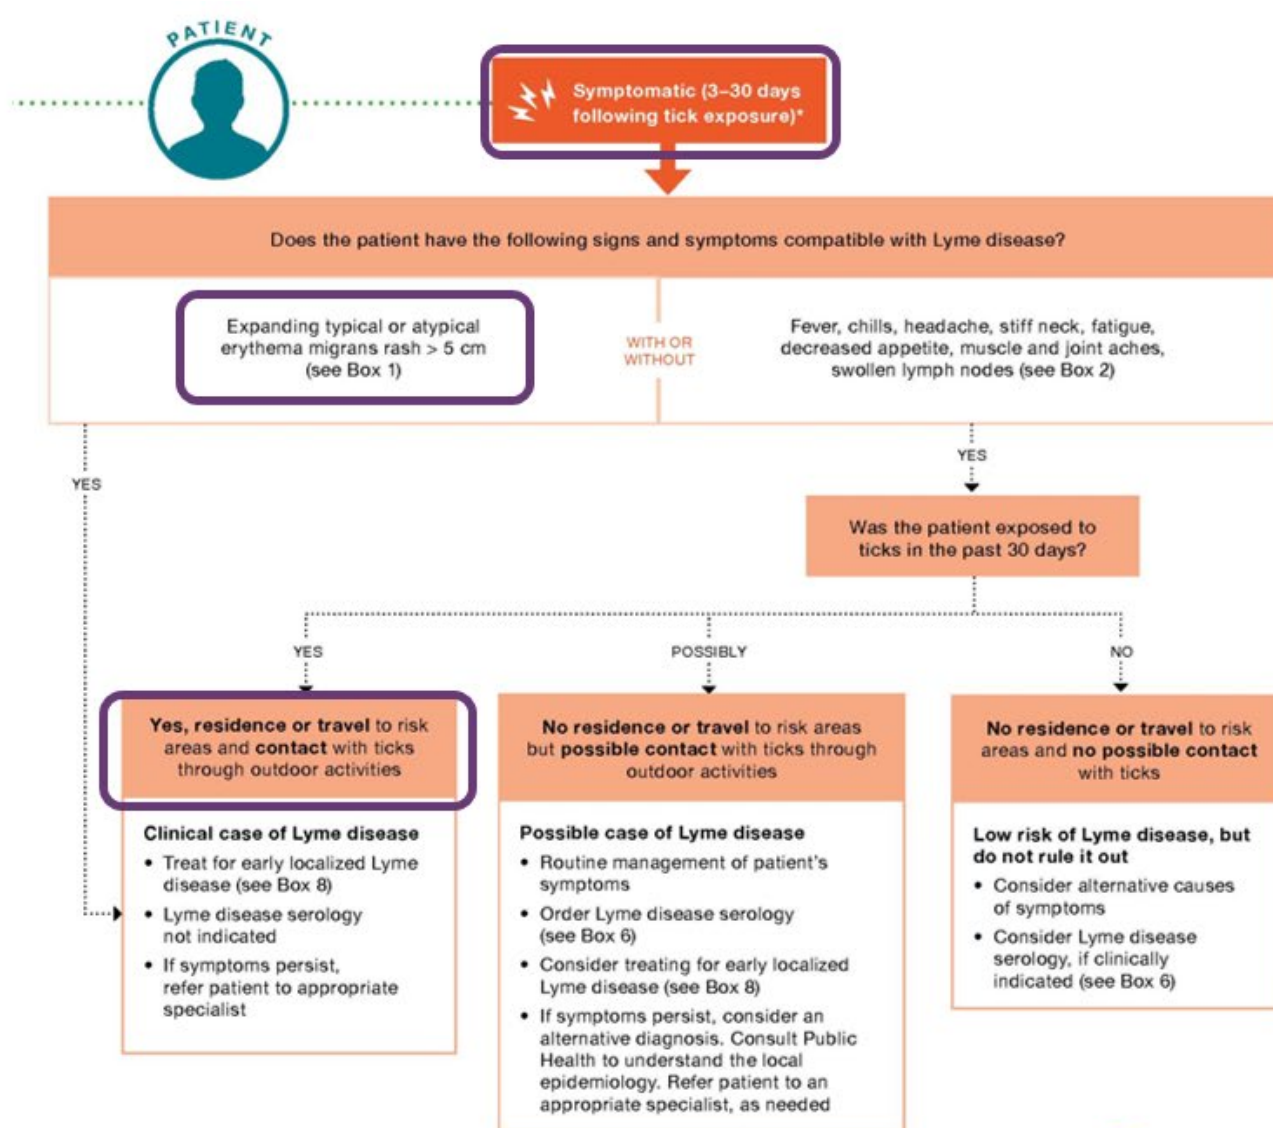 PATIENT
Symptomatic (3–30 days
following tick exposure)*
Does the patient have the following signs and symptoms compatible with Lyme disease?
Expanding typical or atypical
erythema migrans rash > 5 cm
(see Box 1)
WITH OR
WITHOUT
Fever, chills, headache, stiff neck, fatigue,
decreased appetite, muscle and joint aches,
swollen lymph nodes (see Box 2)
YES
YES
Was the patient exposed to
ticks in the past 30 days?
YES
POSSIBLY
NO
Yes, residence or travel to risk
areas and contact with ticks
through outdoor activities
Clinical case of Lyme disease
• Treat for early localized Lyme
disease (see Box 8)
• Lyme disease serology
not indicated
• If symptoms persist,
refer patient to appropriate
specialist
No residence or travel to risk areas
but possible contact with ticks through
outdoor activities
Possible case of Lyme disease
• Routine management of patient's
symptoms
• Order Lyme disease serology
(see Box 6)
• Consider treating for early localized
Lyme disease (see Box 8)
• If symptoms persist, consider an
alternative diagnosis. Consult Public
Health to understand the local
epidemiology. Refer patient to an
appropriate specialist, as needed
No residence or travel to risk
areas and no possible contact
with ticks
Low risk of Lyme disease, but
do not rule it out
• Consider alternative causes
of symptoms
• Consider Lyme disease
serology, if clinically
indicated (see Box 6)